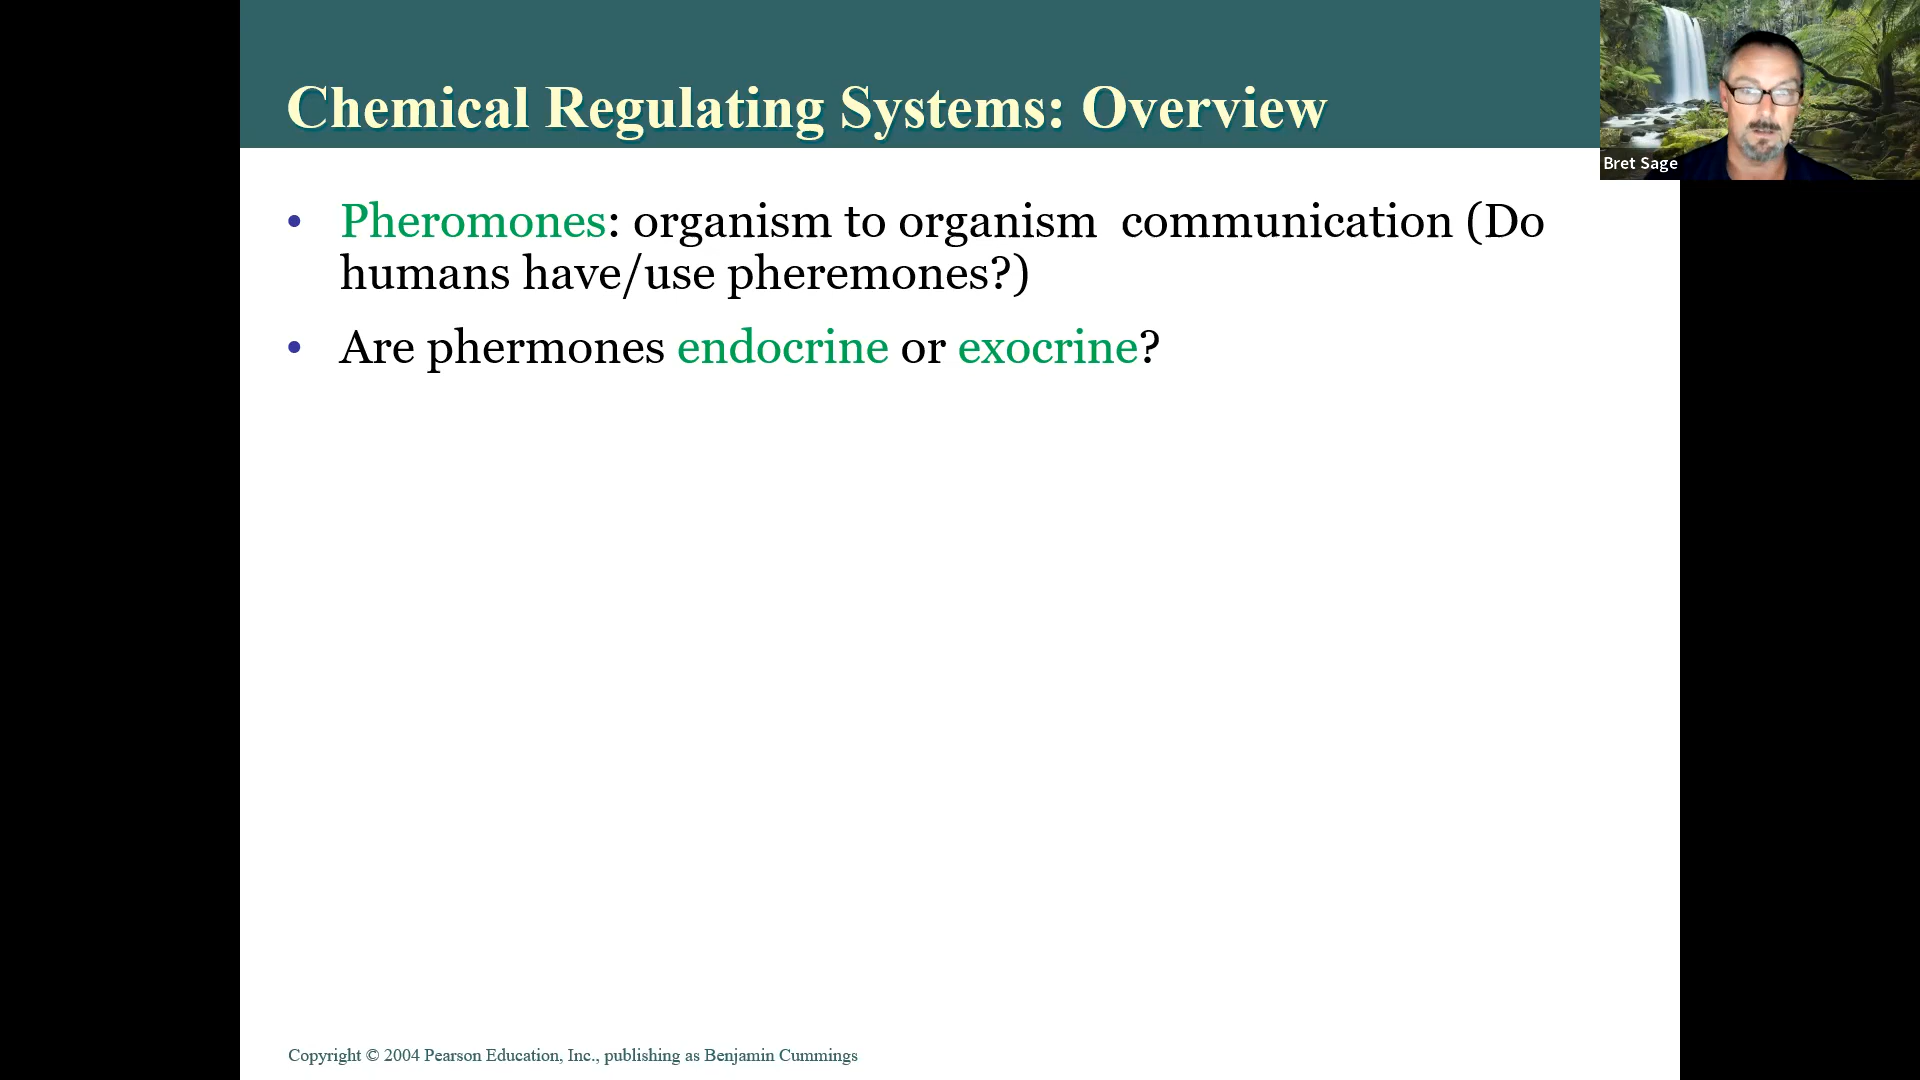 Chemical Regulating Systems: Overview
Bret Sage
• Pheromones: organism to organism  communication (Do
humans have/use pheremones?)
• Are phermones endocrine or exocrine?
Copyright © 2004 Pearson Education, Inc., publishing as Benjamin Cummings